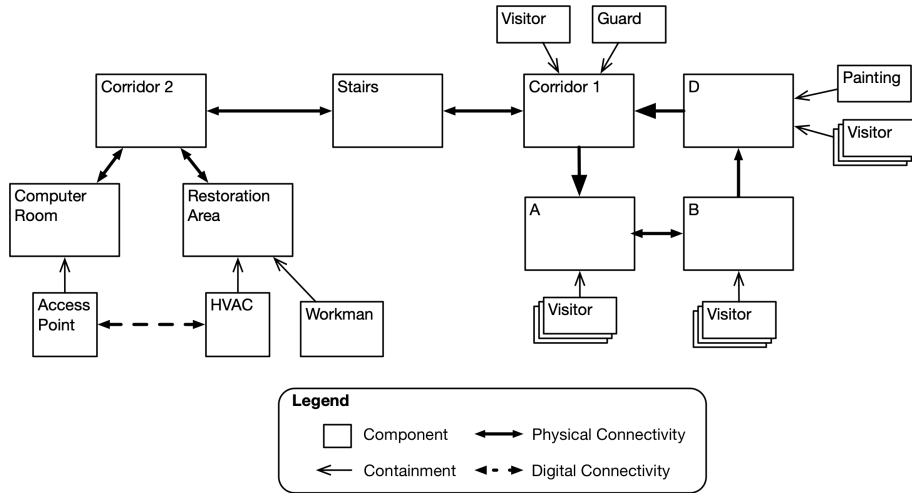 Visitor
Guard
Corridor 2
Stairs
Corridor 1
D
Painting
Visitor
Computer
Room
Restoration
Area
A
B
Access
Point
HVAC
Workman
Visitor
Visitor
Legend
Component
Physical Connectivity
Containment
Digital Connectivity